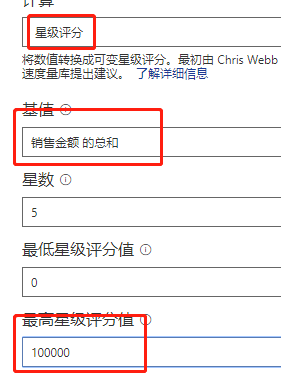 计算
星级评分
将数值转换成可变星级评分。最初由 Chris Webb
速度量库提出建议。 了解详细信息
基值
销售金额 的总和
星数
5
最低星级评分值
0
最高星级评分值
100000